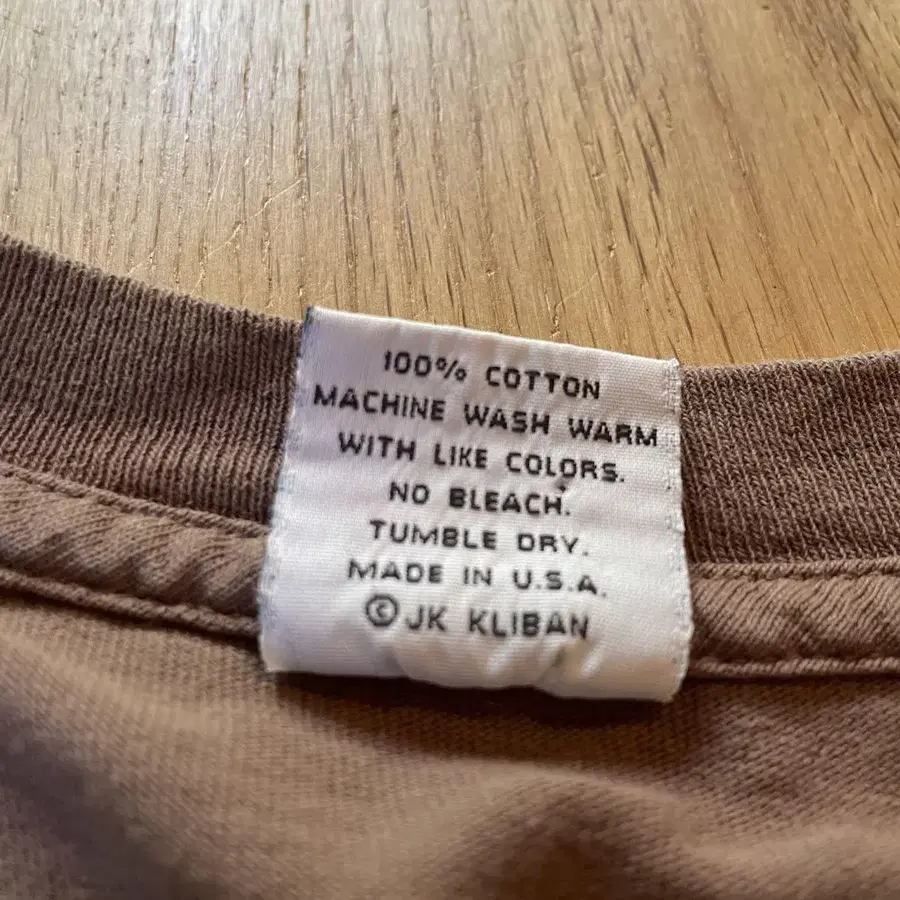 100% COTTON
MACHINE WASH WARM
WITH LIKE COLORS.
NO BLEACH.
TUMBLE DRY.
MADE IN U.S.A.
© JK KLIBAN